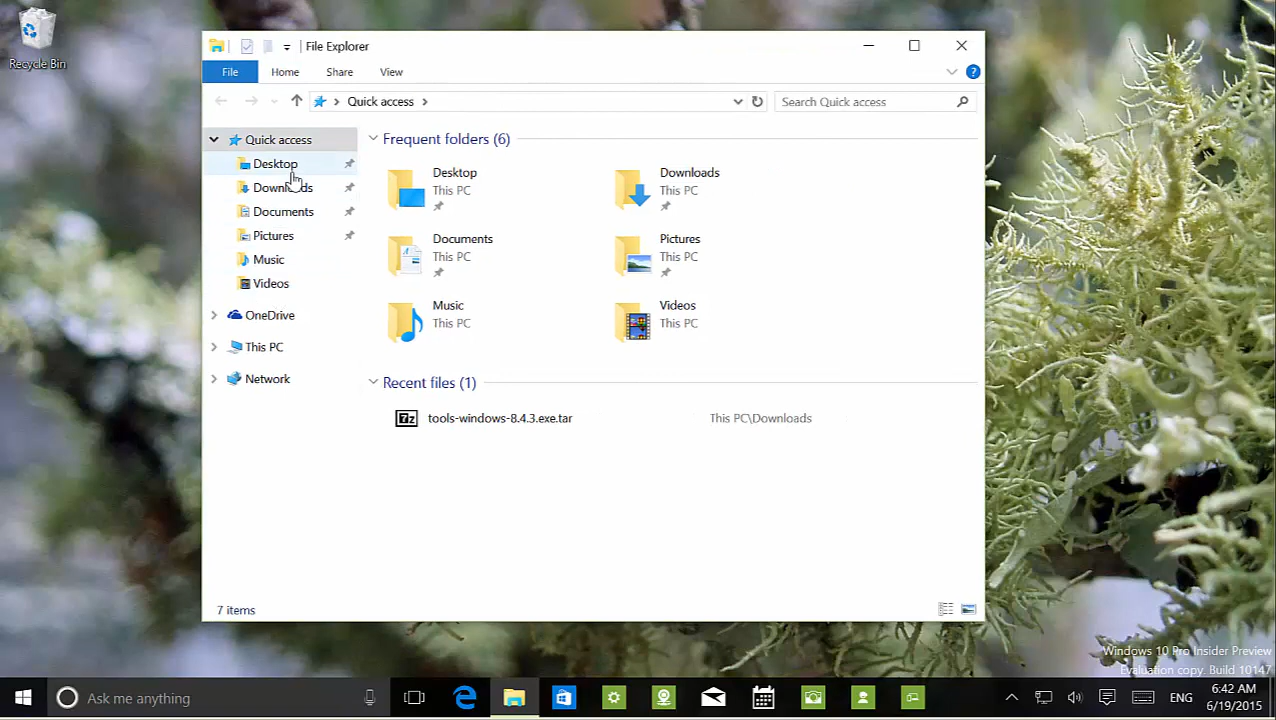 Recycle Bin
File Explorer
File Home Share View
Quick access
Search Quick access
Quick access
Desktop
Downloads
Documents
Pictures
Music
Videos
OneDrive
This PC
Network
Frequent folders (6)
Desktop
This PC
Downloads
This PC
Documents
This PC
Pictures
This PC
Music
This PC
Videos
This PC
Recent files (1)
7z tools-windows-8.4.3.exe.tar This PC\Downloads
7 items
Windows 10 Pro Insider Preview
Evaluation copy. Build 10147
Ask me anything
ENG
6:42 AM
6/19/2015